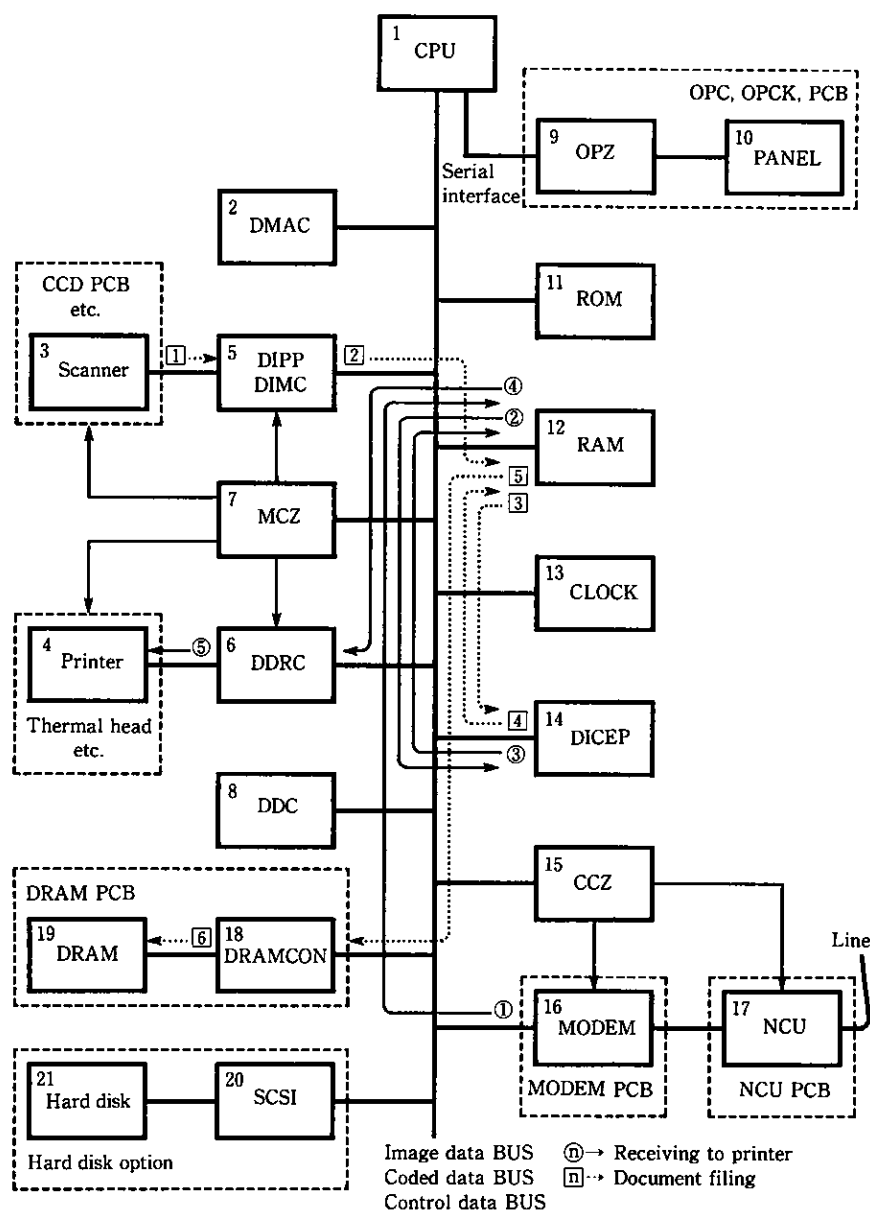 1
CPU
OPC, OPCK, PCB
9
OPZ
10
PANEL
Serial
interface
2
DMAC
11
ROM
CCD PCB
etc.
3
Scanner
1
5
DIPP
DIMC
2
④
②
12
RAM
5
3
7
MCZ
13
CLOCK
4
Printer
⑤
6
DDRC
Thermal head
etc.
4
14
DICEP
③
8
DDC
15
CCZ
DRAM PCB
19
DRAM
6
18
DRAMCON
Line
①
16
MODEM
17
NCU
MODEM PCB
NCU PCB
21
Hard disk
20
SCSI
Hard disk option
Image data BUS
Coded data BUS
Control data BUS
ⓝ→ Receiving to printer
n⇢ Document filing